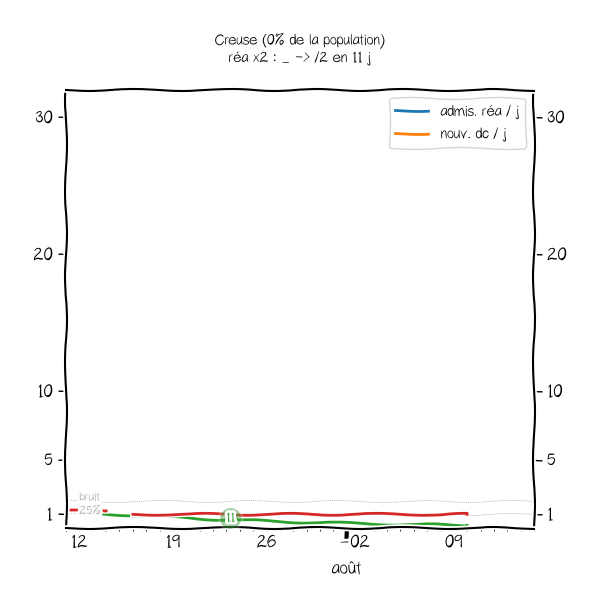 Creuse (0% de la population)
réa x2 : _ -> /2 en 11 j
admis. réa / j
nouv. dc / j
30
30
20
20
10
10
5
5
bruit
25%
11
1
1
12
19
26
02
09
août